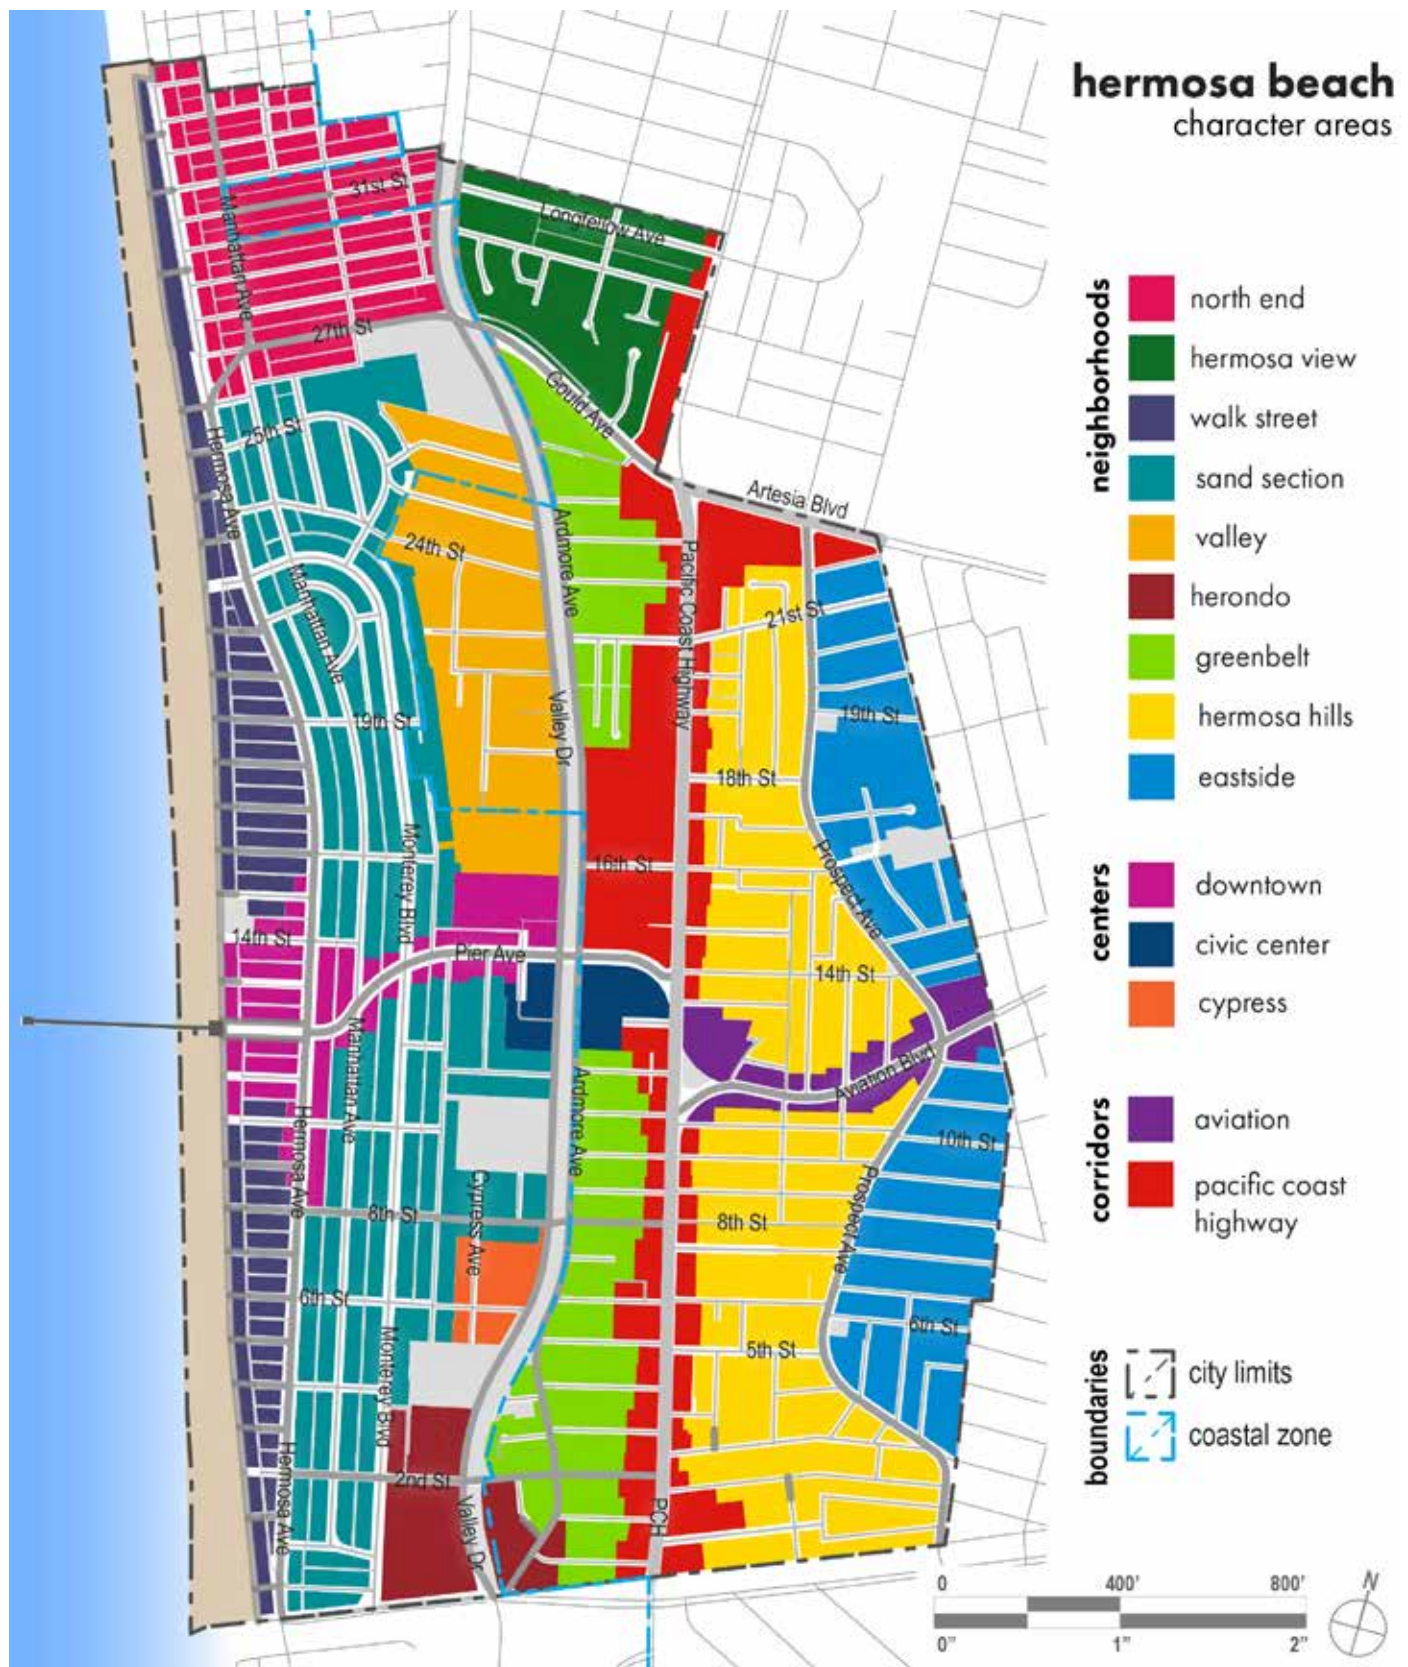 hermosa beach
character areas
neighborhoods
north end
hermosa view
walk street
sand section
valley
herondo
greenbelt
hermosa hills
eastside
centers
downtown
civic center
cypress
corridors
aviation
pacific coast
highway
boundaries
city limits
coastal zone
31st St
Manhattan Ave
Longfellow Ave
27th St
Gould Ave
25th St
Hermosa Ave
Artesia Blvd
24th St
Ardmore Ave
Pacific Coast Highway
Manhattan Ave
21st St
19th St
Valley Dr
19th St
18th St
Monterey Blvd
16th St
Prospect Ave
14th St
Pier Ave
14th St
Manhattan Ave
Aviation Blvd
Hermosa Ave
Ardmore Ave
10th St
Cypress Ave
Prospect Ave
8th St
8th St
6th St
6th St
Monterey Blvd
5th St
Hermosa Ave
2nd St
Valley Dr
PCH
0 400' 800'
0" 1" 2"
N